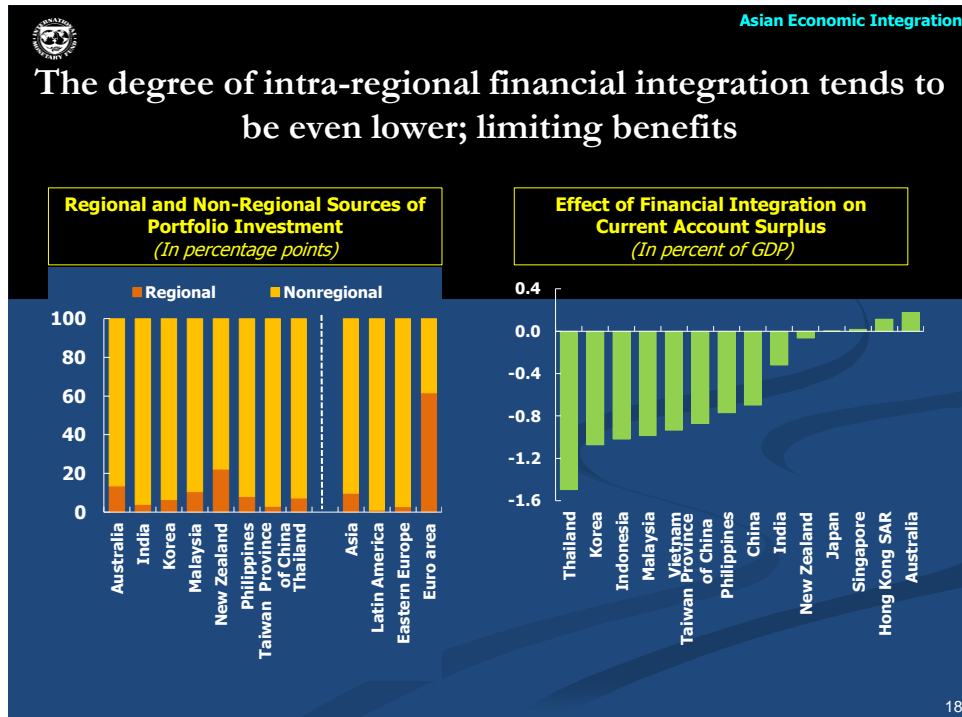 Asian Economic Integration
INTERNATIONAL MONETARY FUND
The degree of intra-regional financial integration tends to
be even lower; limiting benefits
Regional and Non-Regional Sources of
Portfolio Investment
(In percentage points)
Regional
Nonregional
100
80
60
40
20
0
Australia
India
Korea
Malaysia
New Zealand
Philippines
Taiwan Province
of China
Thailand
Asia
Latin America
Eastern Europe
Euro area
Effect of Financial Integration on
Current Account Surplus
(In percent of GDP)
0.4
0.0
-0.4
-0.8
-1.2
-1.6
Thailand
Korea
Indonesia
Malaysia
Vietnam
Taiwan Province
of China
Philippines
China
India
New Zealand
Japan
Singapore
Hong Kong SAR
Australia
18